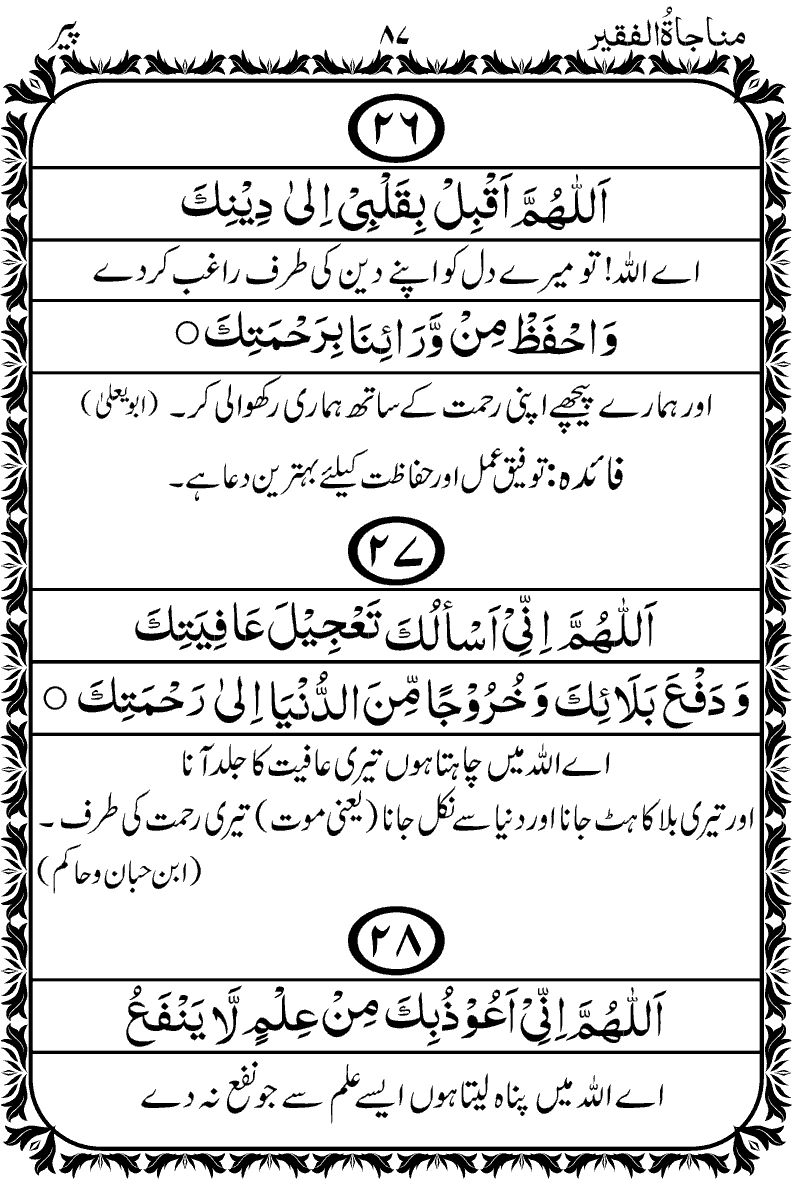 مناجاۃُالفقیر ۸۷ پیر
۲۶
اَللّٰهُمَّ اَقْبِلْ بِقَلْبِیْ اِلیٰ دِیْنِكَ
اے اللہ! تو میرے دل کو اپنے دین کی طرف راغب کر دے
وَاحْفَظْ مِنْ وَّرَائِنَا بِرَحْمَتِكَ ○
اور ہمارے پیچھے اپنی رحمت کے ساتھ ہماری رکھوالی کر۔ (ابویعلیٰ)
فائدہ: توفیق عمل اور حفاظت کیلئے بہترین دعا ہے۔
۲۷
اَللّٰهُمَّ اِنِّیْ اَسْأَلُكَ تَعْجِیْلَ عَافِیَتِكَ
وَدَفْعَ بَلَائِكَ وَخُرُوْجًا مِّنَ الدُّنْیَا اِلیٰ رَحْمَتِكَ ○
اے اللہ میں چاہتا ہوں تیری عافیت کا جلد آنا
اور تیری بلا کا ہٹ جانا اور دنیا سے نکل جانا (یعنی موت) تیری رحمت کی طرف۔
(ابن حبان وحاکم)
۲۸
اَللّٰهُمَّ اِنِّیْ اَعُوْذُبِكَ مِنْ عِلْمٍ لَّا یَنْفَعُ
اے اللہ میں پناہ لیتا ہوں ایسے علم سے جو نفع نہ دے